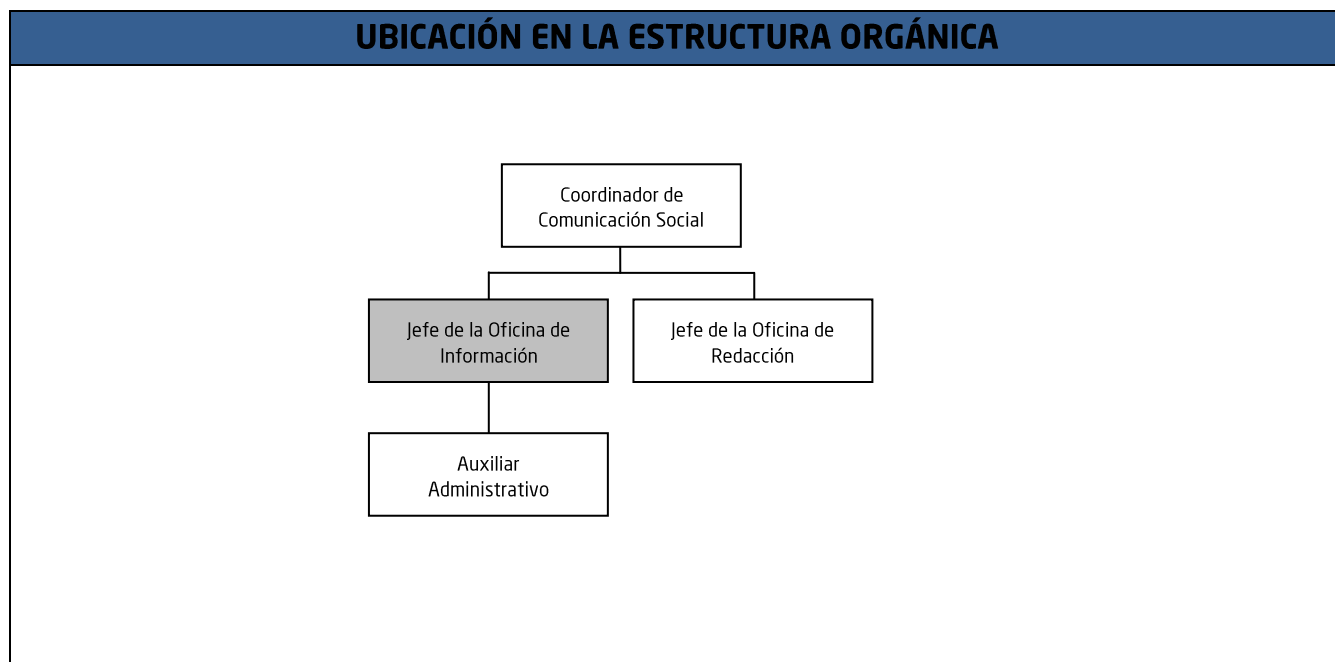 UBICACIÓN EN LA ESTRUCTURA ORGÁNICA
Coordinador de
Comunicación Social
Jefe de la Oficina de
Información
Jefe de la Oficina de
Redacción
Auxiliar
Administrativo